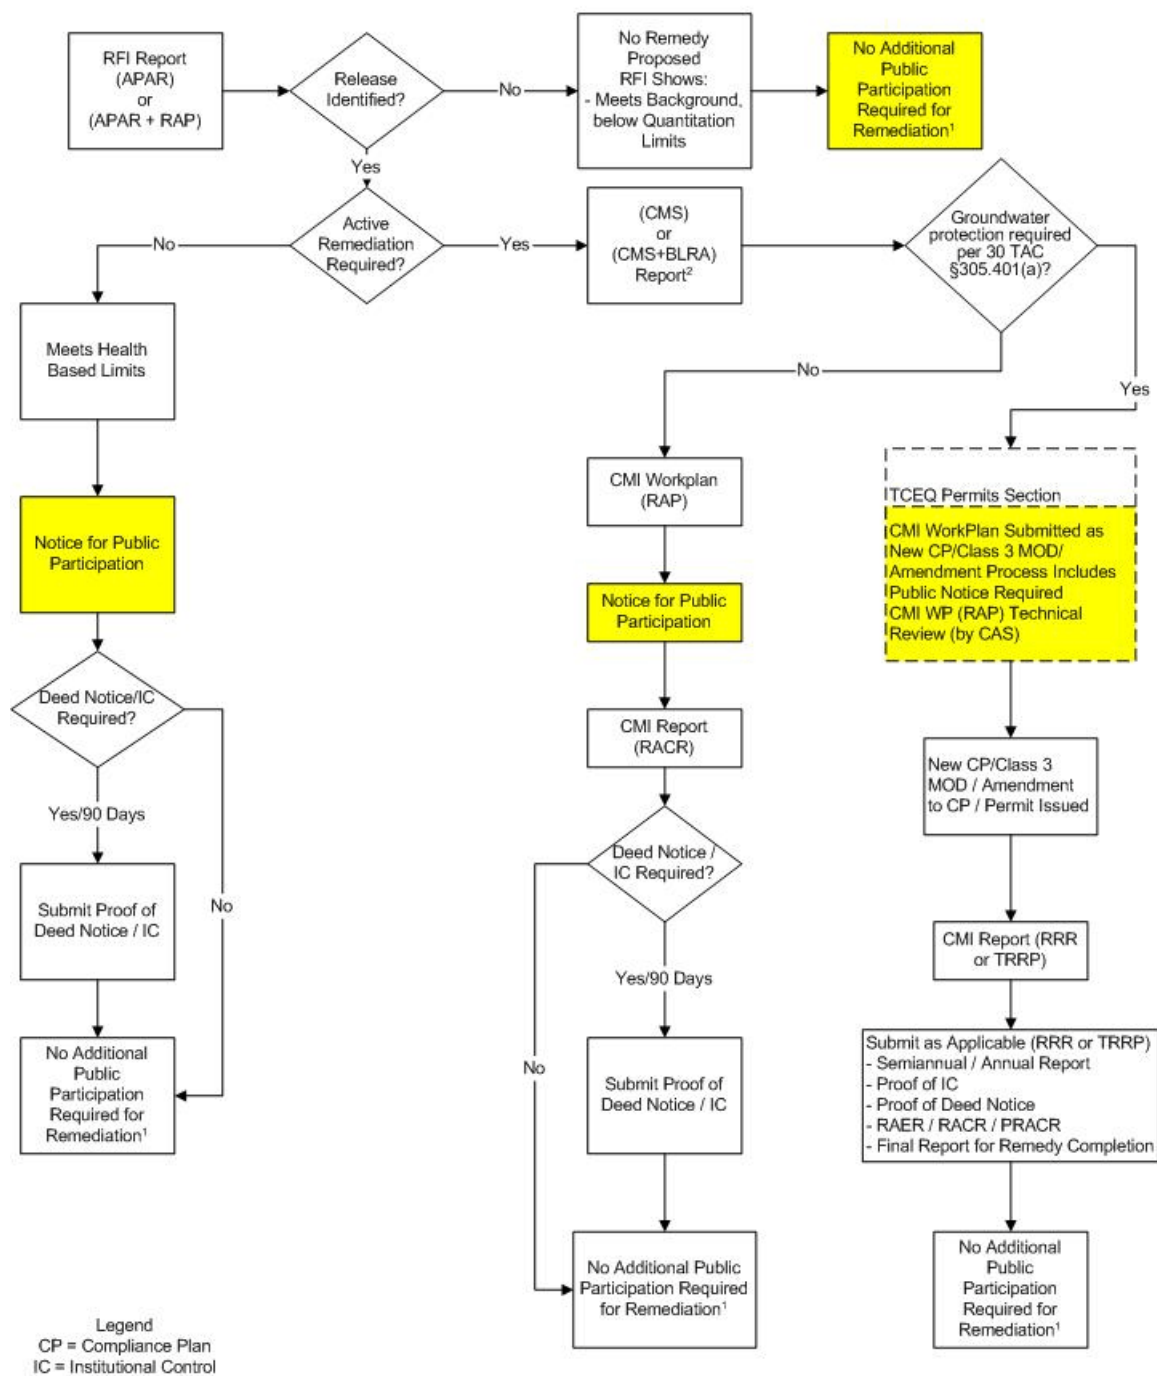 RFI Report
(APAR)
or
(APAR + RAP)
Release
Identified?
No
No Remedy
Proposed
RFI Shows:
- Meets Background,
below Quantitation
Limits
No Additional
Public
Participation
Required for
Remediation¹
Yes
Active
Remediation
Required?
No
Yes
(CMS)
or
(CMS+BLRA)
Report²
Groundwater
protection required
per 30 TAC
§305.401(a)?
No
Yes
Meets Health
Based Limits
Notice for Public
Participation
Deed Notice/IC
Required?
Yes/90 Days
No
Submit Proof of
Deed Notice / IC
No Additional
Public
Participation
Required for
Remediation¹
CMI Workplan
(RAP)
Notice for Public
Participation
CMI Report
(RACR)
Deed Notice /
IC Required?
Yes/90 Days
No
Submit Proof of
Deed Notice / IC
No Additional Public
Participation Required
for Remediation¹
TCEQ Permits Section
CMI WorkPlan Submitted as
New CP/Class 3 MOD/
Amendment Process Includes
Public Notice Required
CMI WP (RAP) Technical
Review (by CAS)
New CP/Class 3
MOD / Amendment
to CP / Permit Issued
CMI Report (RRR
or TRRP)
Submit as Applicable (RRR or TRRP)
- Semiannual / Annual Report
- Proof of IC
- Proof of Deed Notice
- RAER / RACR / PRACR
- Final Report for Remedy Completion
No Additional
Public
Participation
Required for
Remediation¹
Legend
CP = Compliance Plan
IC = Institutional Control